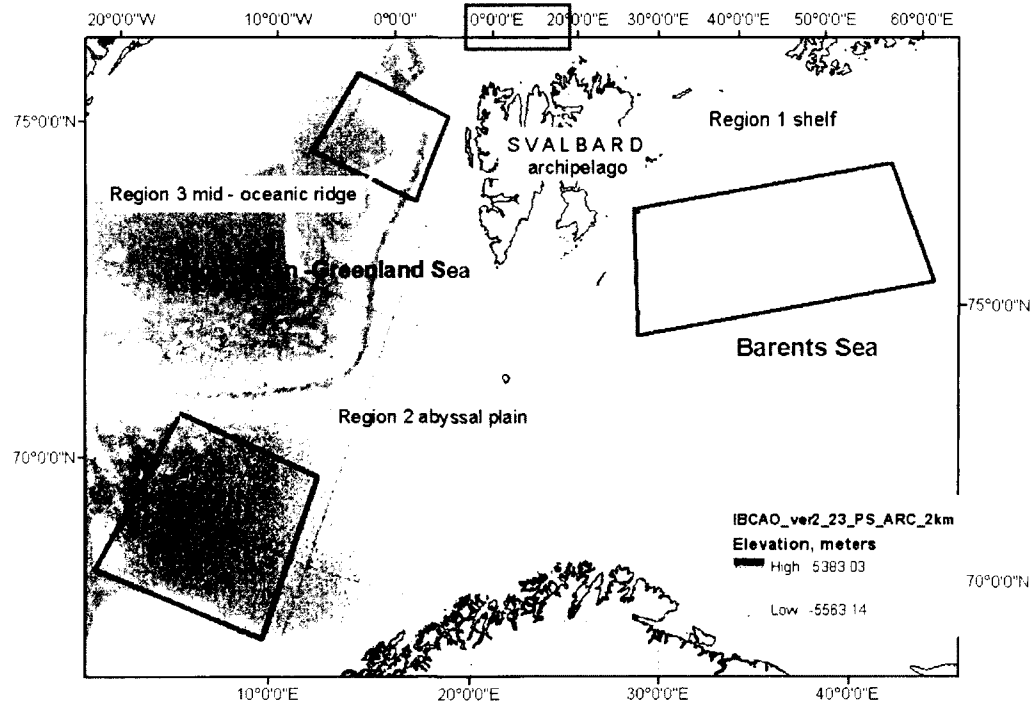 20°0'0"W 10°0'0"W 0°0'0"E 0°0'0"E 20°0'0"E 30°0'0"E 40°0'0"E 50°0'0"E 60°0'0"E
75°0'0"N
Region 1 shelf
SVALBARD
archipelago
Region 3 mid - oceanic ridge
-Greenland Sea
75°0'0"N
Barents Sea
Region 2 abyssal plain
70°0'0"N
IBCAO_ver2_23_PS_ARC_2km
Elevation, meters
High 5383 03
70°0'0"N
Low -5563 14
10°0'0"E 20°0'0"E 30°0'0"E 40°0'0"E